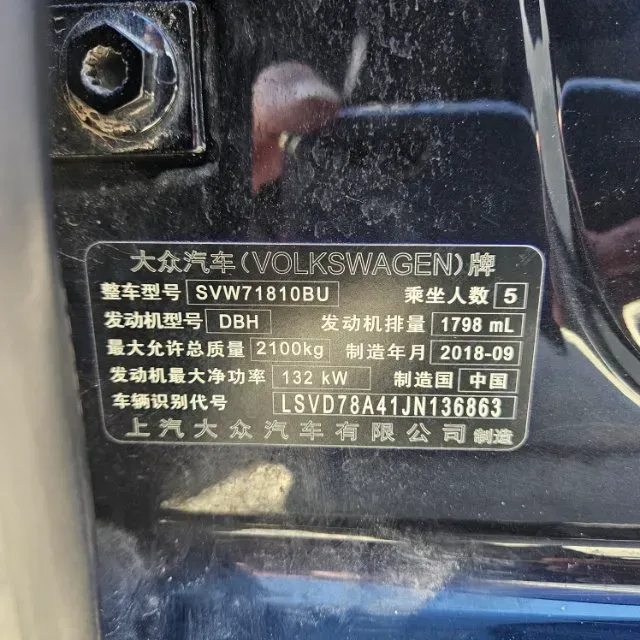 大众汽车(VOLKSWAGEN)牌
整车型号 SVW71810BU 乘坐人数 5
发动机型号 DBH 发动机排量 1798 mL
最大允许总质量 2100kg 制造年月 2018-09
发动机最大净功率 132 kW 制造国 中国
车辆识别代号 LSVD78A41JN136863
上汽大众汽车有限公司 制造